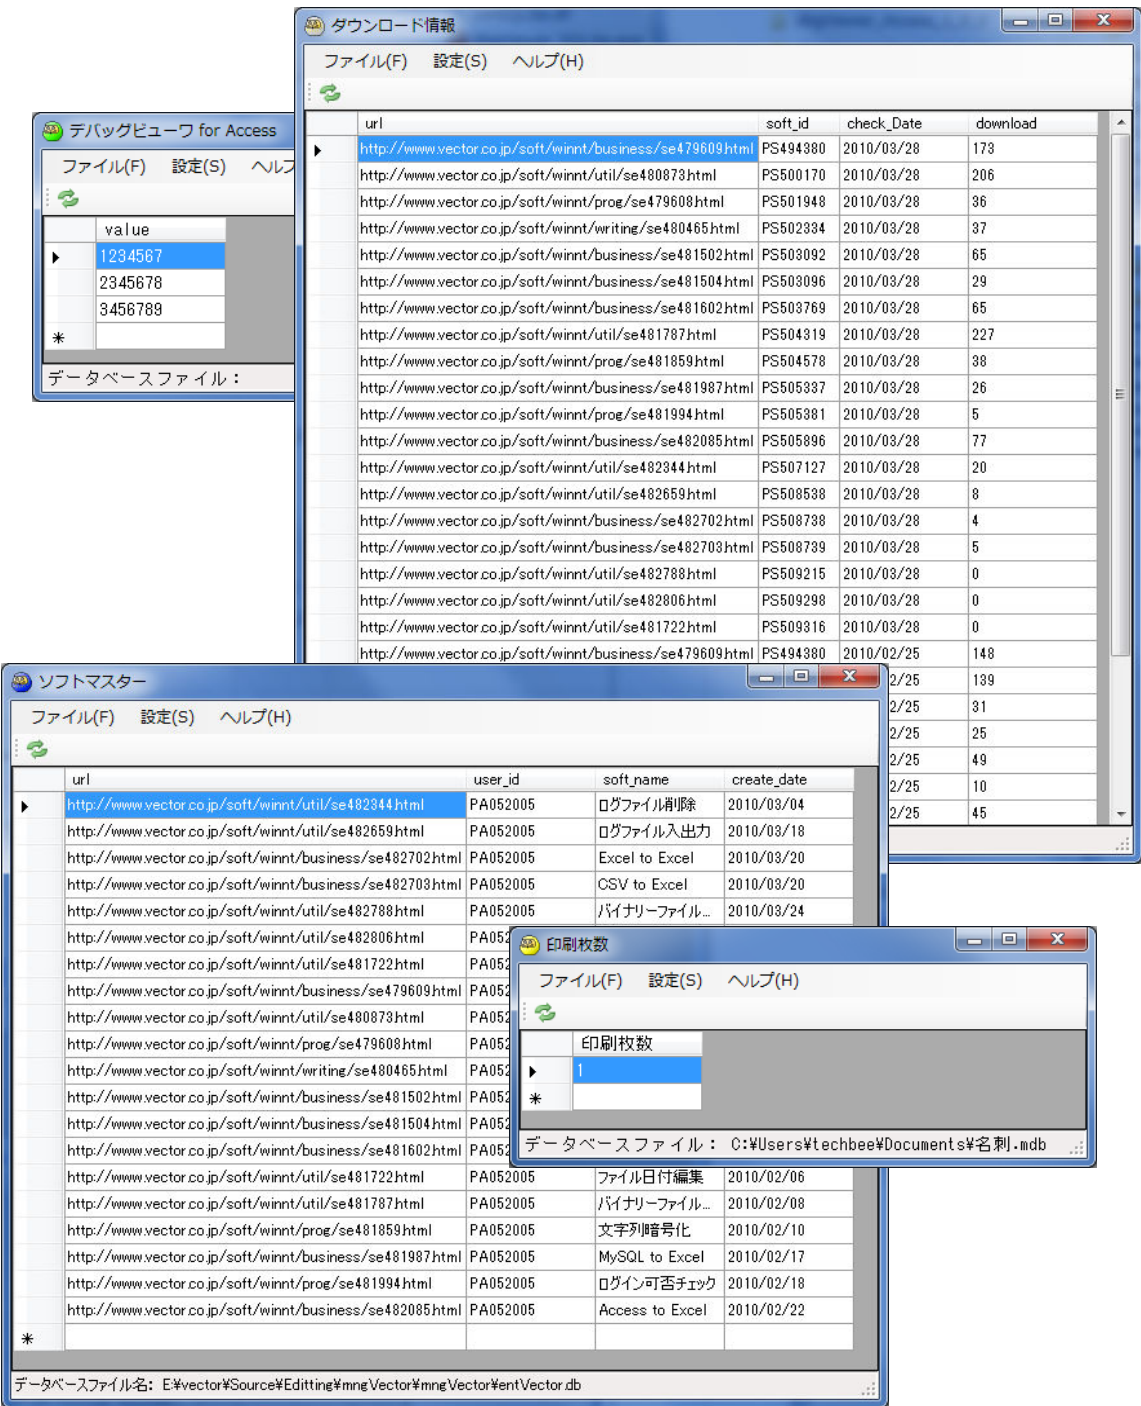 ダウンロード情報
ファイル(F) 設定(S) ヘルプ(H)
url soft_id check_Date download
http://www.vector.co.jp/soft/winnt/business/se479609.html PS494380 2010/03/28 173
http://www.vector.co.jp/soft/winnt/util/se480873.html PS500170 2010/03/28 206
http://www.vector.co.jp/soft/winnt/prog/se479608.html PS501948 2010/03/28 36
http://www.vector.co.jp/soft/winnt/writing/se480465.html PS502334 2010/03/28 37
http://www.vector.co.jp/soft/winnt/business/se481502.html PS503092 2010/03/28 65
http://www.vector.co.jp/soft/winnt/business/se481504.html PS503096 2010/03/28 29
http://www.vector.co.jp/soft/winnt/business/se481602.html PS503769 2010/03/28 65
http://www.vector.co.jp/soft/winnt/util/se481787.html PS504319 2010/03/28 227
http://www.vector.co.jp/soft/winnt/prog/se481859.html PS504578 2010/03/28 38
http://www.vector.co.jp/soft/winnt/business/se481987.html PS505337 2010/03/28 26
http://www.vector.co.jp/soft/winnt/prog/se481994.html PS505381 2010/03/28 5
http://www.vector.co.jp/soft/winnt/business/se482085.html PS505896 2010/03/28 77
http://www.vector.co.jp/soft/winnt/util/se482344.html PS507127 2010/03/28 20
http://www.vector.co.jp/soft/winnt/util/se482659.html PS508538 2010/03/28 8
http://www.vector.co.jp/soft/winnt/business/se482702.html PS508738 2010/03/28 4
http://www.vector.co.jp/soft/winnt/business/se482703.html PS508739 2010/03/28 5
http://www.vector.co.jp/soft/winnt/util/se482788.html PS509215 2010/03/28 0
http://www.vector.co.jp/soft/winnt/util/se482806.html PS509298 2010/03/28 0
http://www.vector.co.jp/soft/winnt/util/se481722.html PS509316 2010/03/28 0
http://www.vector.co.jp/soft/winnt/business/se479609.html PS494380 2010/02/25 148
2/25 139
2/25 31
2/25 25
2/25 49
2/25 10
2/25 45
デバッグビューワ for Access
ファイル(F) 設定(S) ヘルプ
value
1234567
2345678
3456789
データベースファイル：
ソフトマスター
ファイル(F) 設定(S) ヘルプ(H)
url user_id soft_name create_date
http://www.vector.co.jp/soft/winnt/util/se482344.html PA052005 ログファイル削除 2010/03/04
http://www.vector.co.jp/soft/winnt/util/se482659.html PA052005 ログファイル入出力 2010/03/18
http://www.vector.co.jp/soft/winnt/business/se482702.html PA052005 Excel to Excel 2010/03/20
http://www.vector.co.jp/soft/winnt/business/se482703.html PA052005 CSV to Excel 2010/03/20
http://www.vector.co.jp/soft/winnt/util/se482788.html PA052005 バイナリーファイル... 2010/03/24
http://www.vector.co.jp/soft/winnt/util/se482806.html PA052
http://www.vector.co.jp/soft/winnt/util/se481722.html PA052
http://www.vector.co.jp/soft/winnt/business/se479609.html PA052
http://www.vector.co.jp/soft/winnt/util/se480873.html PA052
http://www.vector.co.jp/soft/winnt/prog/se479608.html PA052
http://www.vector.co.jp/soft/winnt/writing/se480465.html PA052
http://www.vector.co.jp/soft/winnt/business/se481502.html PA052
http://www.vector.co.jp/soft/winnt/business/se481504.html PA052
http://www.vector.co.jp/soft/winnt/business/se481602.html PA052
http://www.vector.co.jp/soft/winnt/util/se481722.html PA052005 ファイル日付編集 2010/02/06
http://www.vector.co.jp/soft/winnt/util/se481787.html PA052005 バイナリーファイル... 2010/02/08
http://www.vector.co.jp/soft/winnt/prog/se481859.html PA052005 文字列暗号化 2010/02/10
http://www.vector.co.jp/soft/winnt/business/se481987.html PA052005 MySQL to Excel 2010/02/17
http://www.vector.co.jp/soft/winnt/prog/se481994.html PA052005 ログイン可否チェック 2010/02/18
http://www.vector.co.jp/soft/winnt/business/se482085.html PA052005 Access to Excel 2010/02/22
データベースファイル名: E:¥vector¥Source¥Editting¥mngVector¥mngVector¥entVector.db
印刷枚数
ファイル(F) 設定(S) ヘルプ(H)
印刷枚数
1
データベースファイル： C:¥Users¥techbee¥Documents¥名刺.mdb